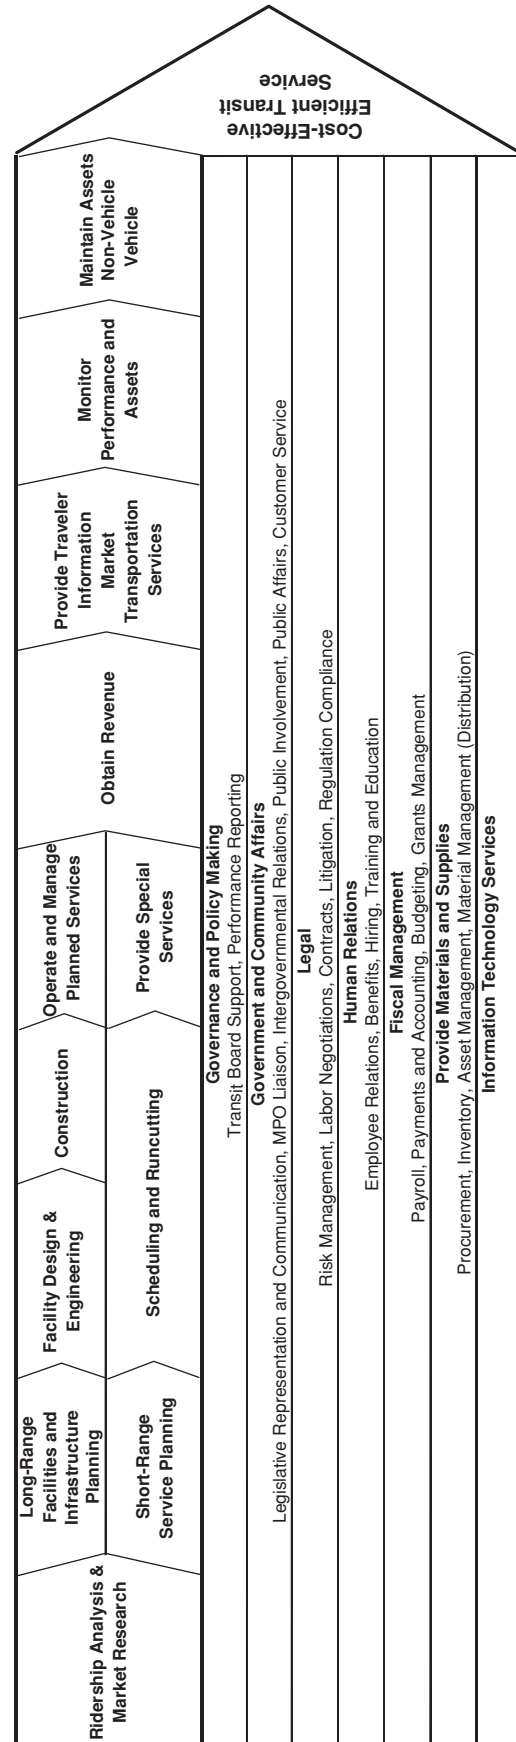 Ridership Analysis &
Market Research
Long-Range
Facilities and
Infrastructure
Planning
Short-Range
Service Planning
Facility Design &
Engineering
Construction
Scheduling and Runcutting
Operate and Manage
Planned Services
Provide Special
Services
Obtain Revenue
Provide Traveler
Information
Market
Transportation
Services
Monitor
Performance and
Assets
Maintain Assets
Non-Vehicle
Vehicle
Governance and Policy Making
Transit Board Support, Performance Reporting
Government and Community Affairs
Legislative Representation and Communication, MPO Liaison, Intergovernmental Relations, Public Involvement, Public Affairs, Customer Service
Legal
Risk Management, Labor Negotiations, Contracts, Litigation, Regulation Compliance
Human Relations
Employee Relations, Benefits, Hiring, Training and Education
Fiscal Management
Payroll, Payments and Accounting, Budgeting, Grants Management
Provide Materials and Supplies
Procurement, Inventory, Asset Management, Material Management (Distribution)
Information Technology Services
Cost-Effective
Efficient Transit
Service